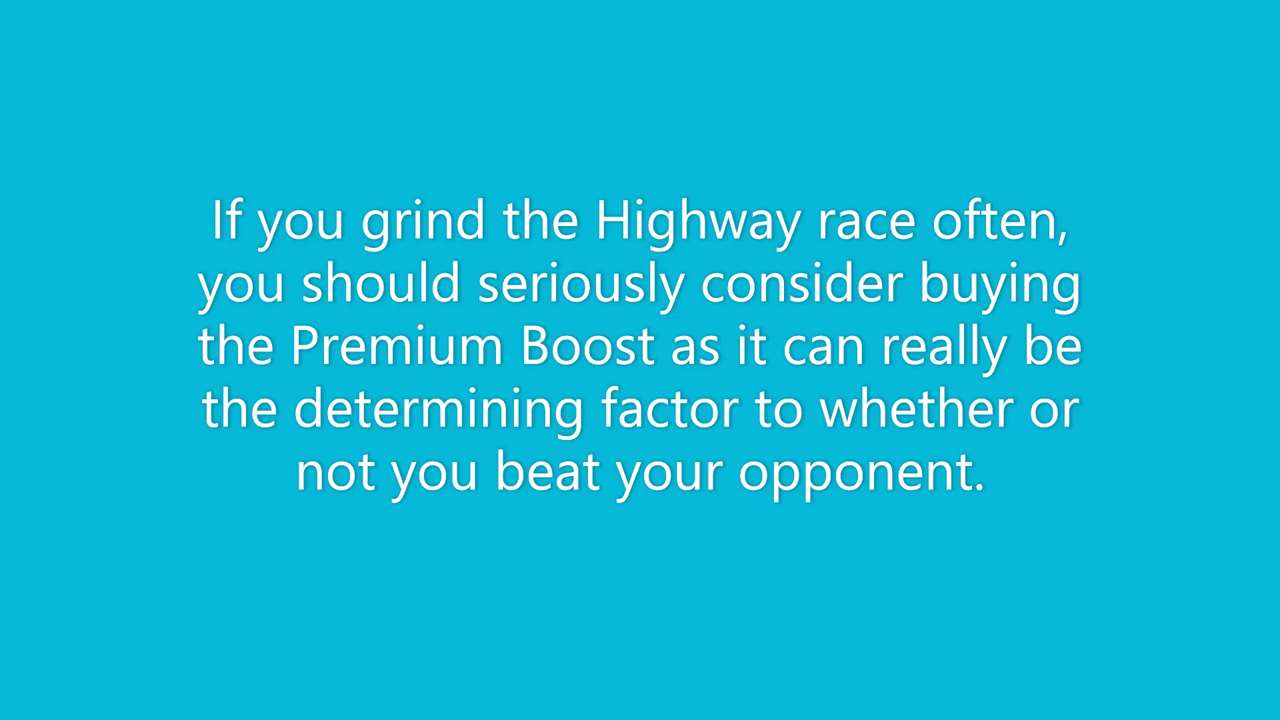 If you grind the Highway race often,
you should seriously consider buying
the Premium Boost as it can really be
the determining factor to whether or
not you beat your opponent.